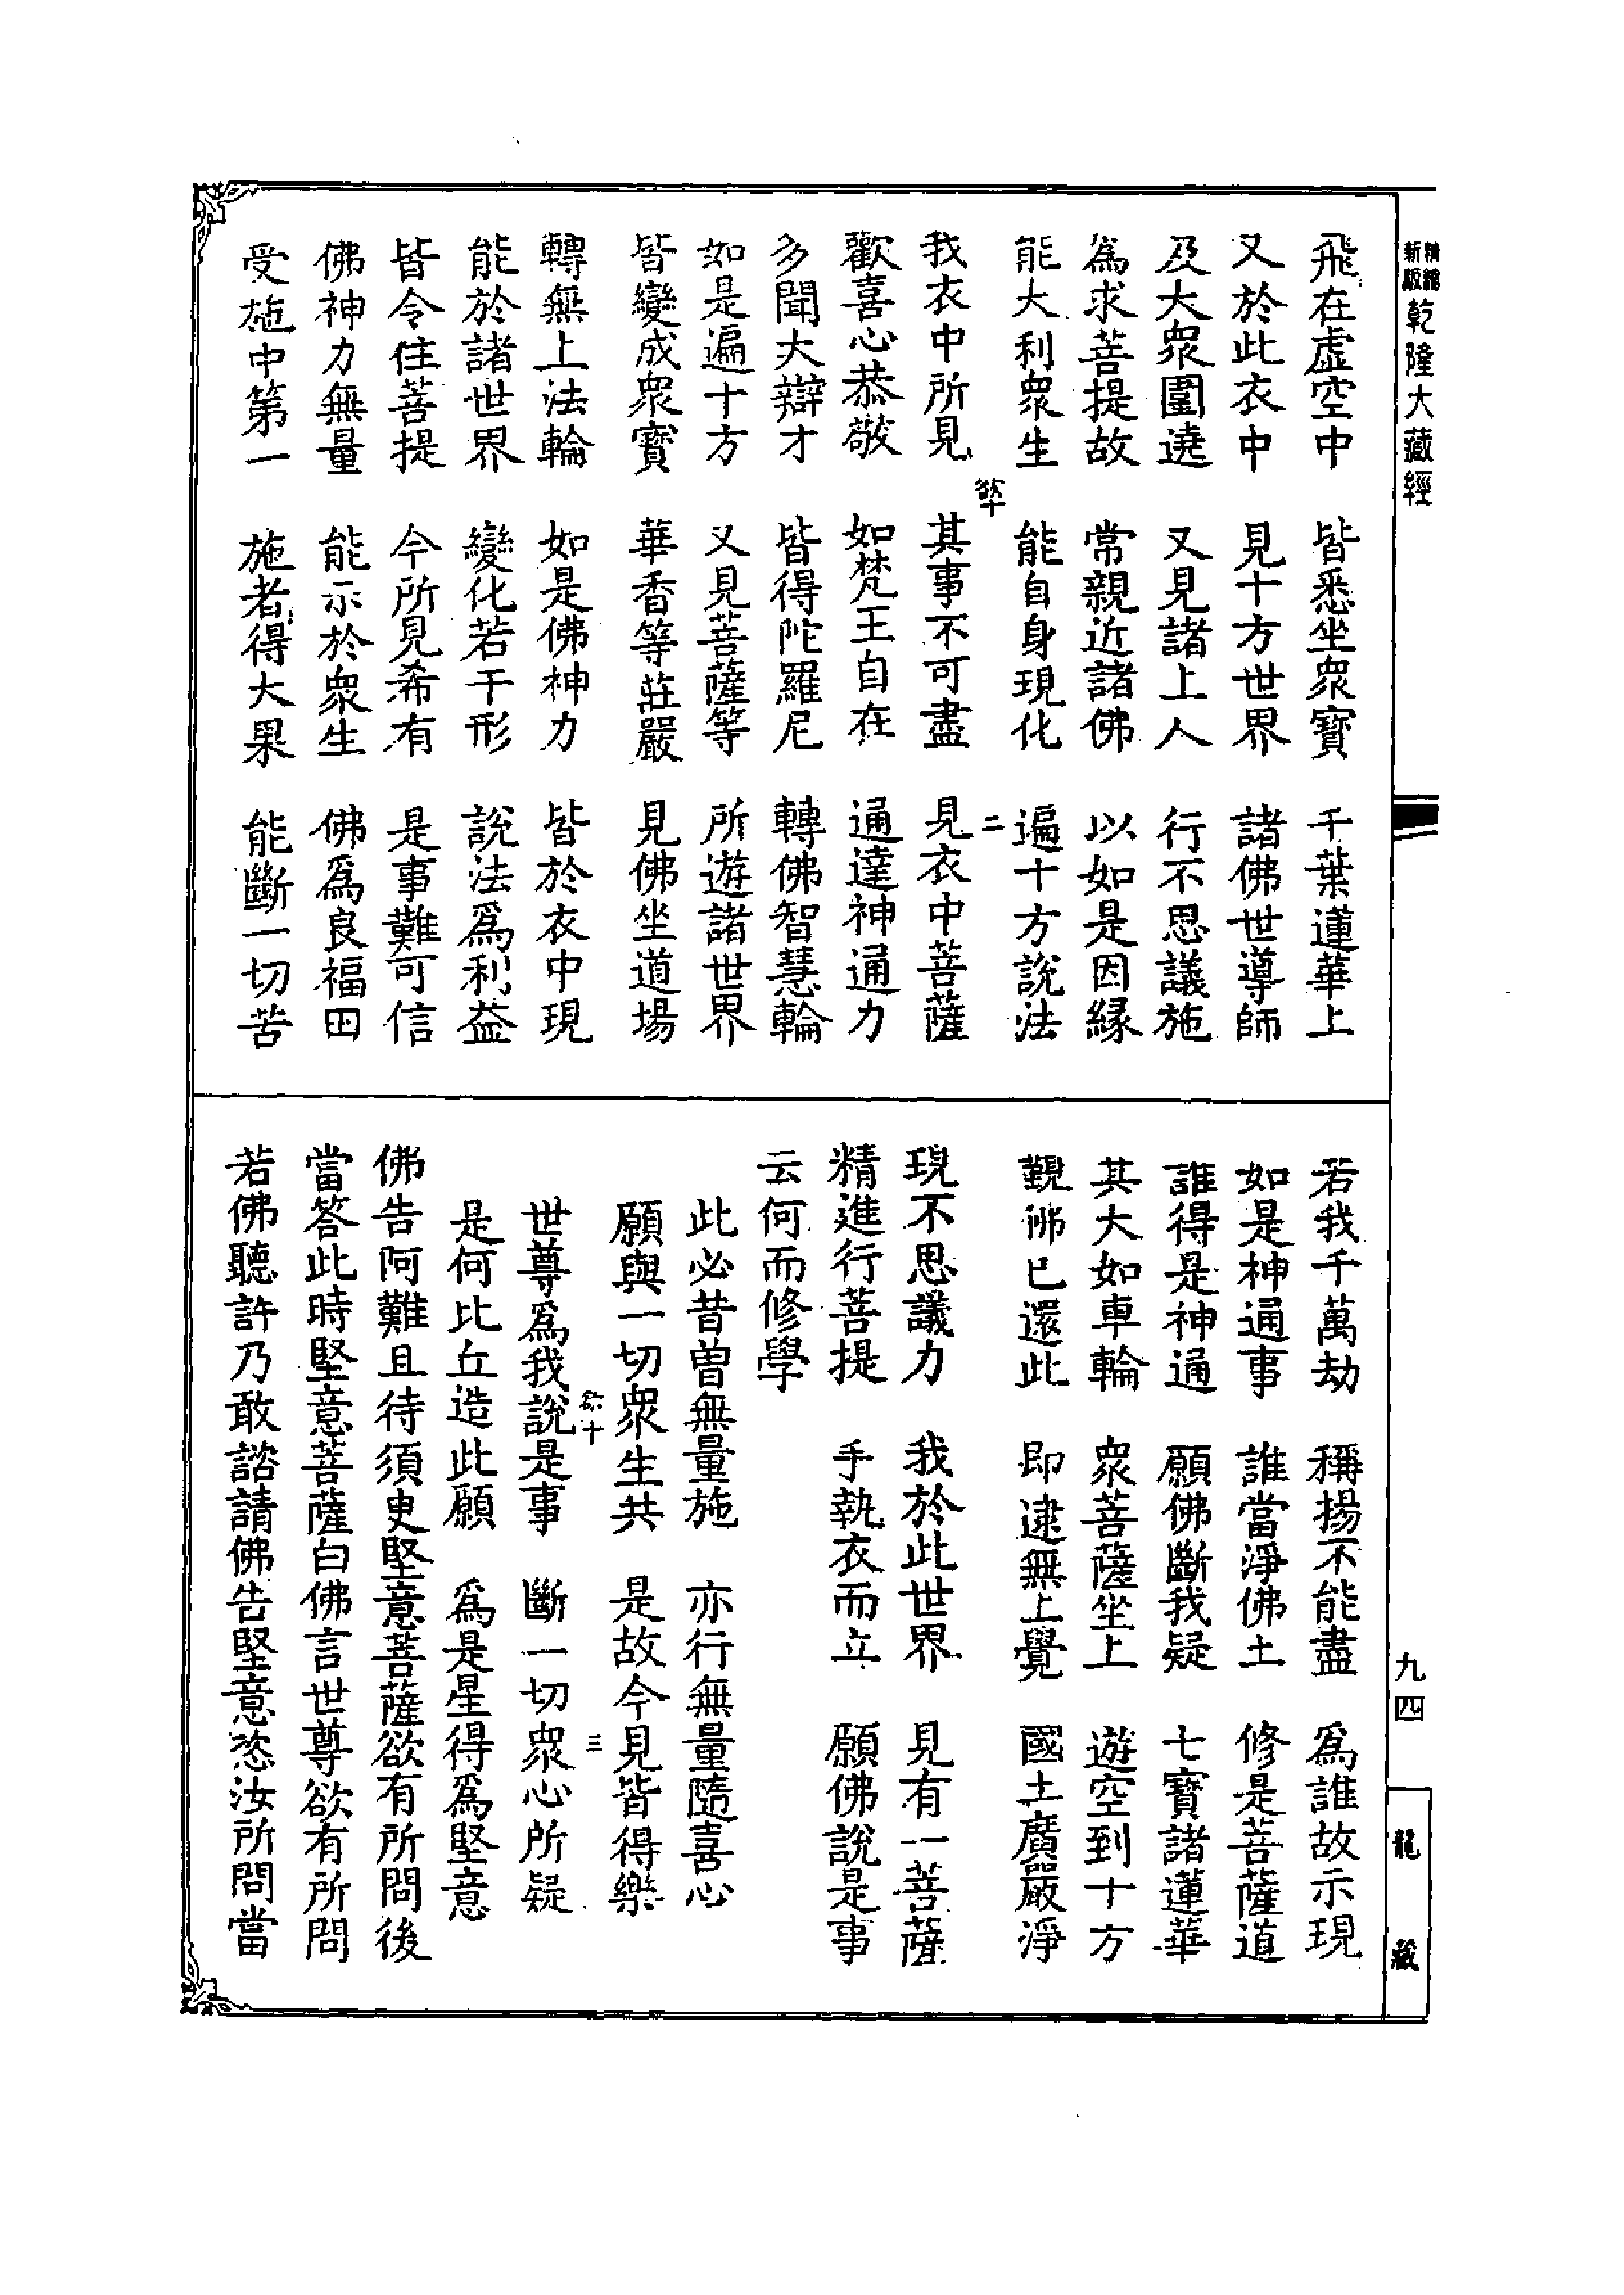 精縮新版乾隆大藏經
飛在虛空中　皆悉坐衆寶　千葉蓮華上
又於此衣中　見十方世界　諸佛世導師
及大衆圍遶　又見諸上人　行不思議施
為求菩提故　常親近諸佛　以如是因緣
能大利衆生　能自身現化　遍十方說法
二
我衣中所見　其事不可盡　見衣中菩薩
歡喜心恭敬　如梵王自在　通達神通力
多聞大辯才　皆得陀羅尼　轉佛智慧輪
如是遍十方　又見菩薩等　所遊諸世界
皆變成衆寶　華香等莊嚴　見佛坐道場
轉無上法輪　如是佛神力　皆於衣中現
能於諸世界　變化若干形　說法爲利益
皆令住菩提　今所見希有　是事難可信
佛神力無量　能示於衆生　佛爲良福田
受施中第一　施者得大果　能斷一切苦
若我千萬劫　稱揚不能盡　爲誰故示現
如是神通事　誰當淨佛土　修是菩薩道
誰得是神通　願佛斷我疑　七寶諸蓮華
其大如車輪　衆菩薩坐上　遊空到十方
覲佛已還此　即逮無上覺　國土廣嚴淨
現不思議力　我於此世界　見有一菩薩
精進行菩提　手執衣而立　願佛說是事
云何而修學
此必昔曾無量施　亦行無量隨喜心
願與一切衆生共　是故今見皆得樂
十　三
世尊爲我說是事　斷一切衆心所疑
是何比丘造此願　爲是星得爲堅意
佛告阿難且待須臾堅意菩薩欲有所問後
當答此時堅意菩薩白佛言世尊欲有所問
若佛聽許乃敢諮請佛告堅意恣汝所問當
九四
龍藏